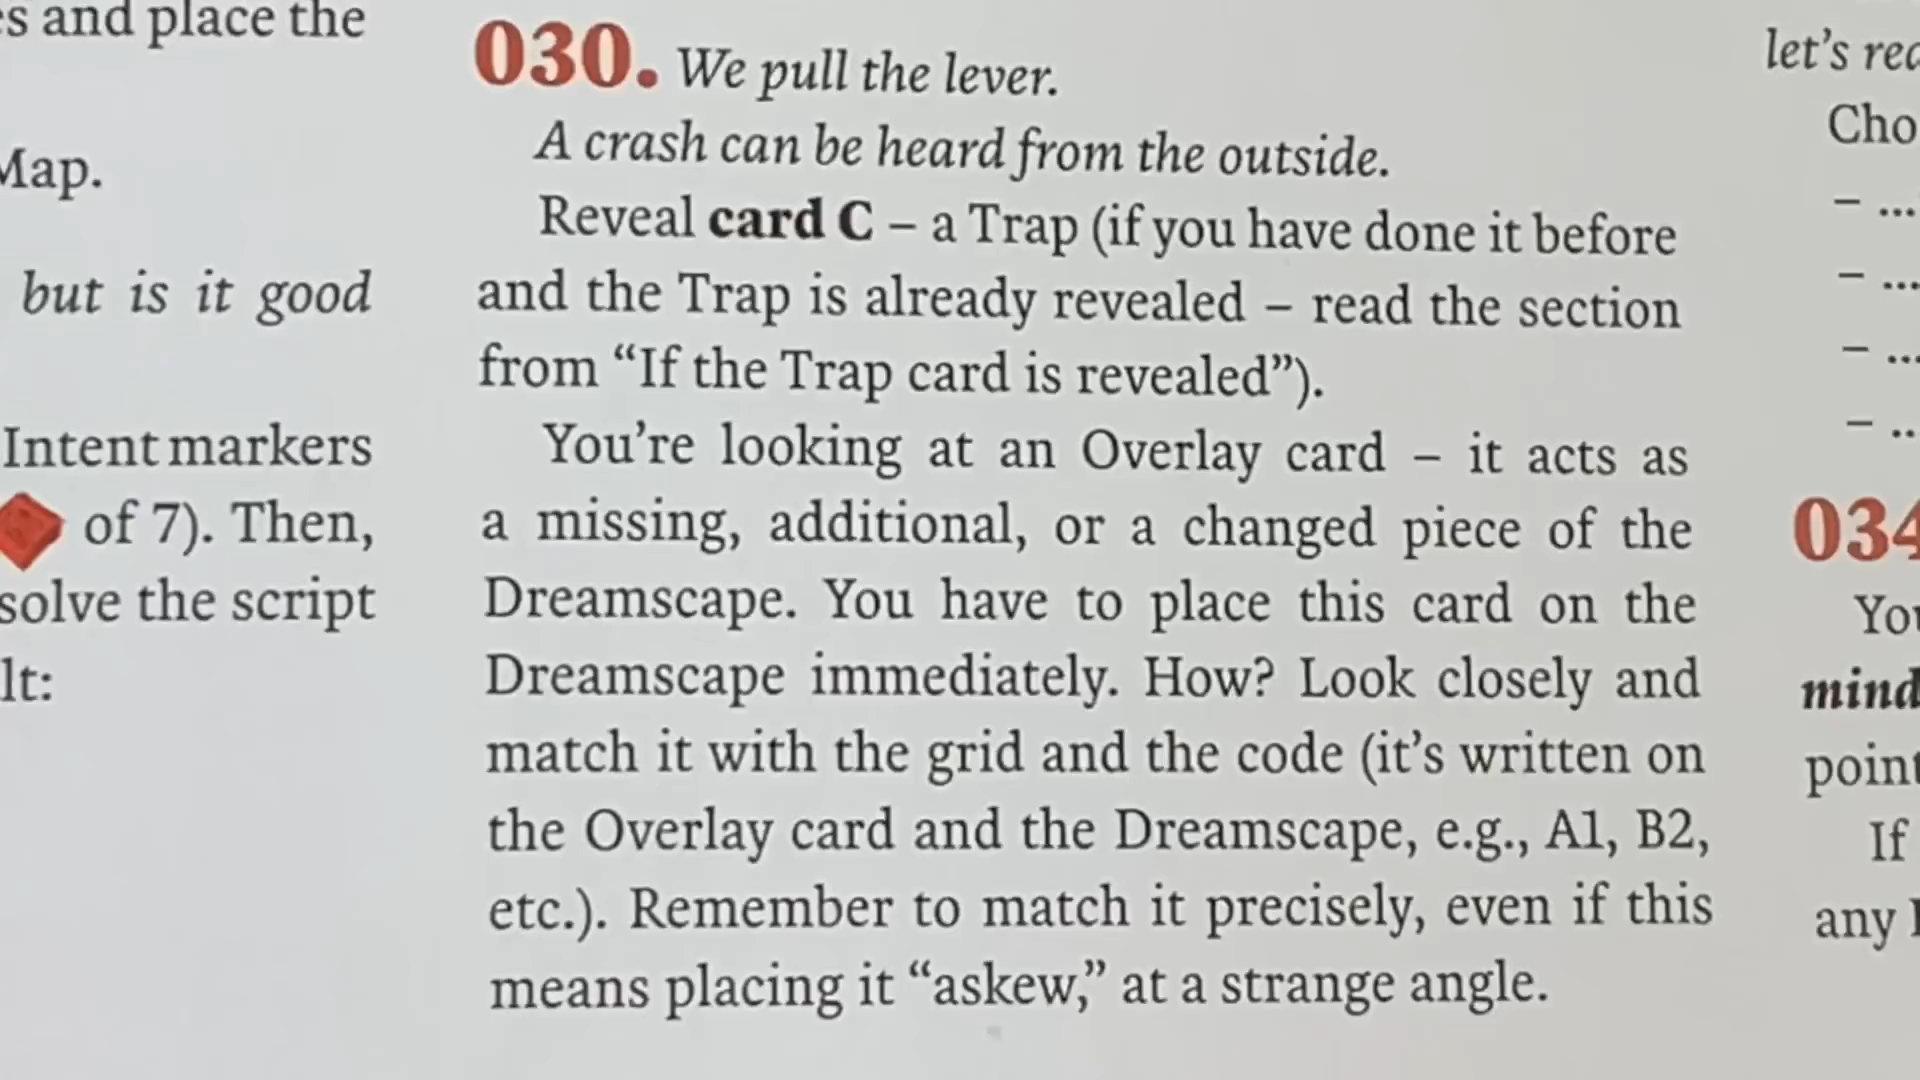 es and place the
Map.
but is it good
Intent markers
of 7). Then,
solve the script
lt:
030. We pull the lever.
A crash can be heard from the outside.
Reveal card C – a Trap (if you have done it before
and the Trap is already revealed – read the section
from “If the Trap card is revealed”).
You’re looking at an Overlay card – it acts as
a missing, additional, or a changed piece of the
Dreamscape. You have to place this card on the
Dreamscape immediately. How? Look closely and
match it with the grid and the code (it’s written on
the Overlay card and the Dreamscape, e.g., A1, B2,
etc.). Remember to match it precisely, even if this
means placing it “askew,” at a strange angle.
let’s rea
Cho
– ...
– ...
– ...
– ..
034
You
mind
point
If
any